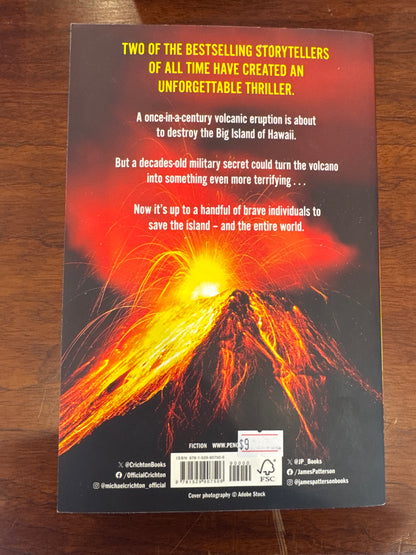 TWO OF THE BESTSELLING STORYTELLERS
OF ALL TIME HAVE CREATED AN
UNFORGETTABLE THRILLER.
A once-in-a-century volcanic eruption is about
to destroy the Big Island of Hawaii.
But a decades-old military secret could turn the volcano
into something even more terrifying . . .
Now it's up to a handful of brave individuals to
save the island – and the entire world.
FICTION
$9
90000
FSC
@CrichtonBooks
/OfficialCrichton
@michaelcrichton_official
@JP_Books
/JamesPatterson
@jamespattersonbooks
Cover photography © Adobe Stock